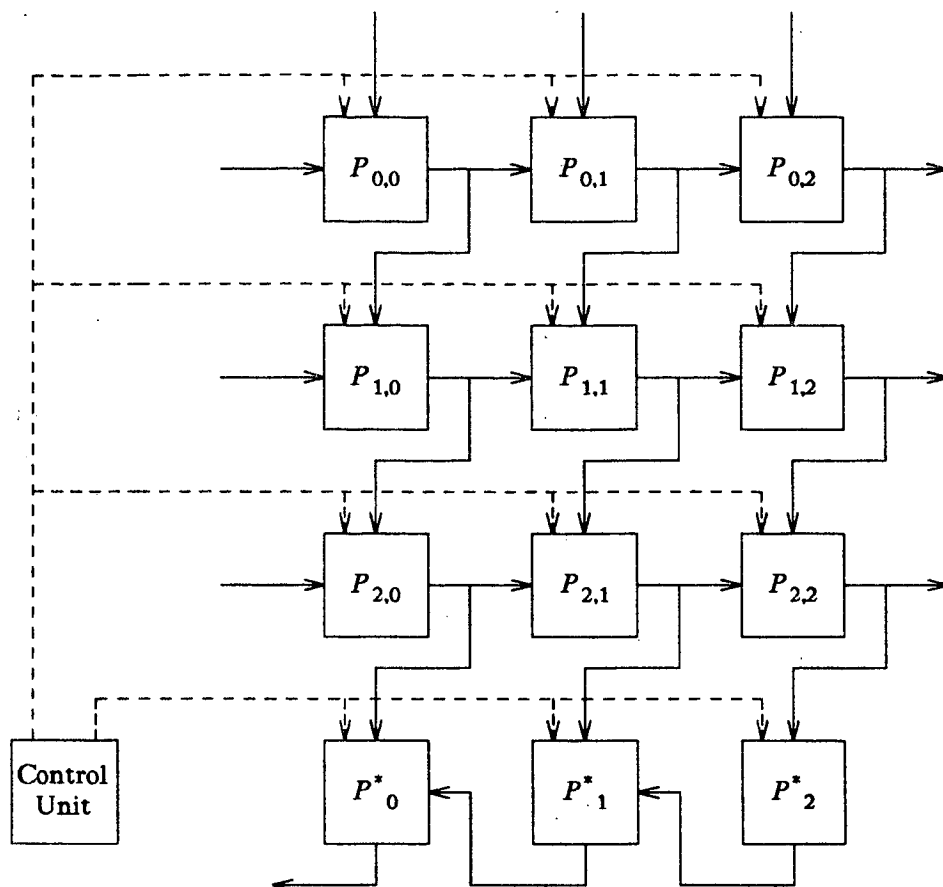 P0,0 P0,1 P0,2
P1,0 P1,1 P1,2
P2,0 P2,1 P2,2
Control
Unit
P*0 P*1 P*2